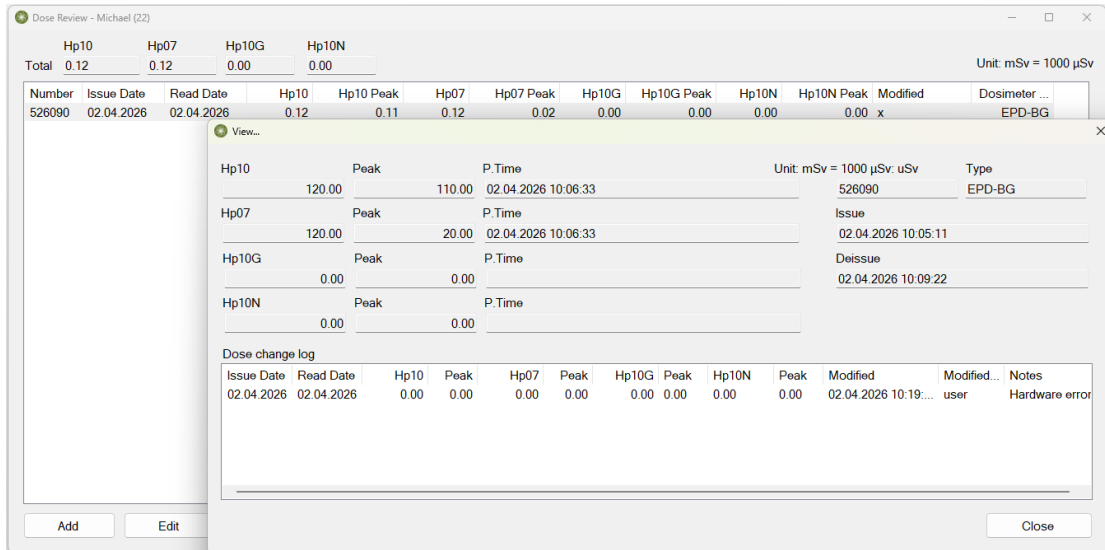 Dose Review - Michael (22)
Hp10 Hp07 Hp10G Hp10N
Total 0.12 0.12 0.00 0.00 Unit: mSv = 1000 µSv
Number Issue Date Read Date Hp10 Hp10 Peak Hp07 Hp07 Peak Hp10G Hp10G Peak Hp10N Hp10N Peak Modified Dosimeter ...
526090 02.04.2026 02.04.2026 0.12 0.11 0.12 0.02 0.00 0.00 0.00 0.00 x EPD-BG
View...
Hp10 Peak P.Time Unit: mSv = 1000 µSv: uSv Type
120.00 110.00 02.04.2026 10:06:33 526090 EPD-BG
Hp07 Peak P.Time Issue
120.00 20.00 02.04.2026 10:06:33 02.04.2026 10:05:11
Hp10G Peak P.Time Deissue
0.00 0.00 02.04.2026 10:09:22
Hp10N Peak P.Time
0.00 0.00
Dose change log
Issue Date Read Date Hp10 Peak Hp07 Peak Hp10G Peak Hp10N Peak Modified Modified... Notes
02.04.2026 02.04.2026 0.00 0.00 0.00 0.00 0.00 0.00 0.00 0.00 02.04.2026 10:19:... user Hardware error
Add Edit Close